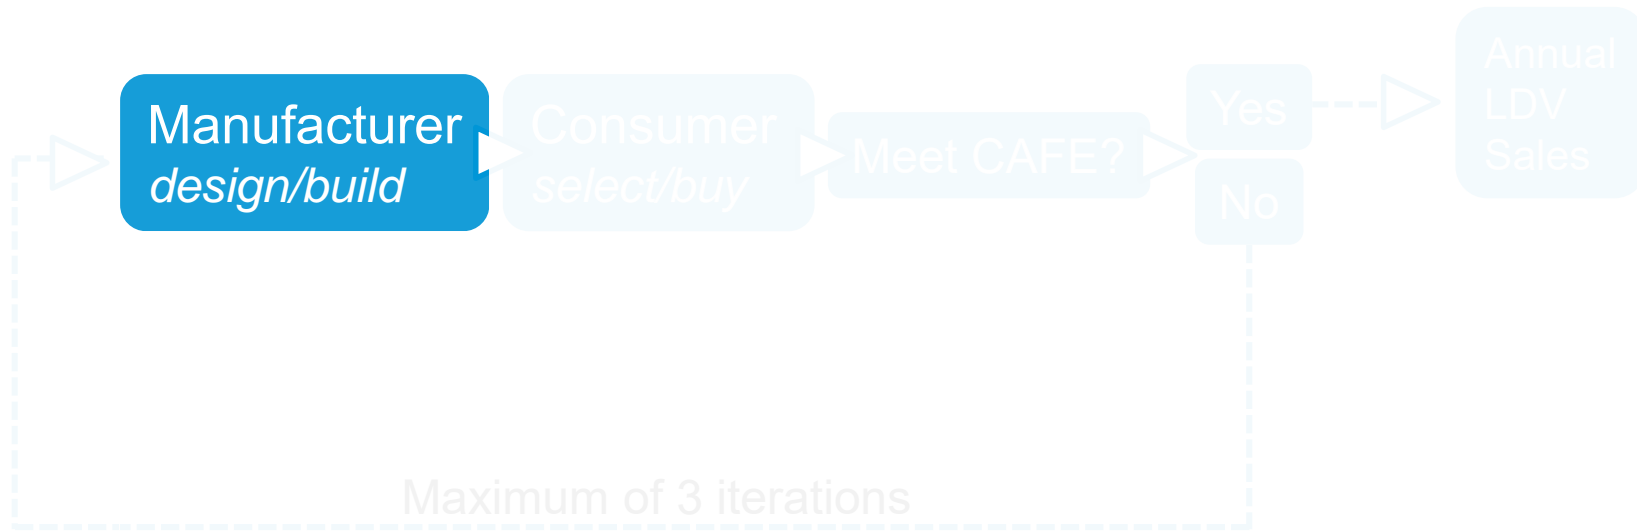 Manufacturer
design/build
Consumer
select/buy
Meet CAFE?
Yes
No
Annual
LDV
Sales
Maximum of 3 iterations